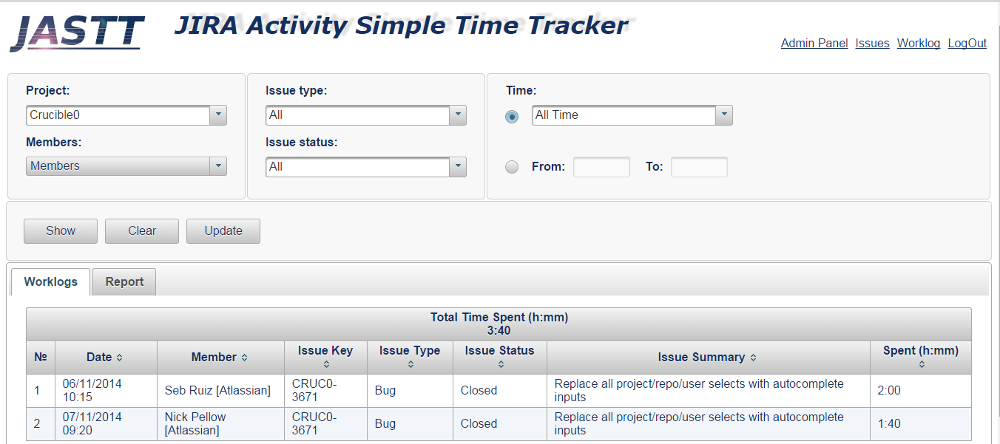 JASTT
JIRA Activity Simple Time Tracker
Admin Panel Issues Worklog LogOut
Project:
Crucible0
Members:
Members
Issue type:
All
Issue status:
All
Time:
All Time
From: To:
Show Clear Update
Worklogs Report
Total Time Spent (h:mm)
3:40
№ Date Member Issue Key Issue Type Issue Status Issue Summary Spent (h:mm)
1 06/11/2014 10:15 Seb Ruiz [Atlassian] CRUC0-3671 Bug Closed Replace all project/repo/user selects with autocomplete inputs 2:00
2 07/11/2014 09:20 Nick Pellow [Atlassian] CRUC0-3671 Bug Closed Replace all project/repo/user selects with autocomplete inputs 1:40